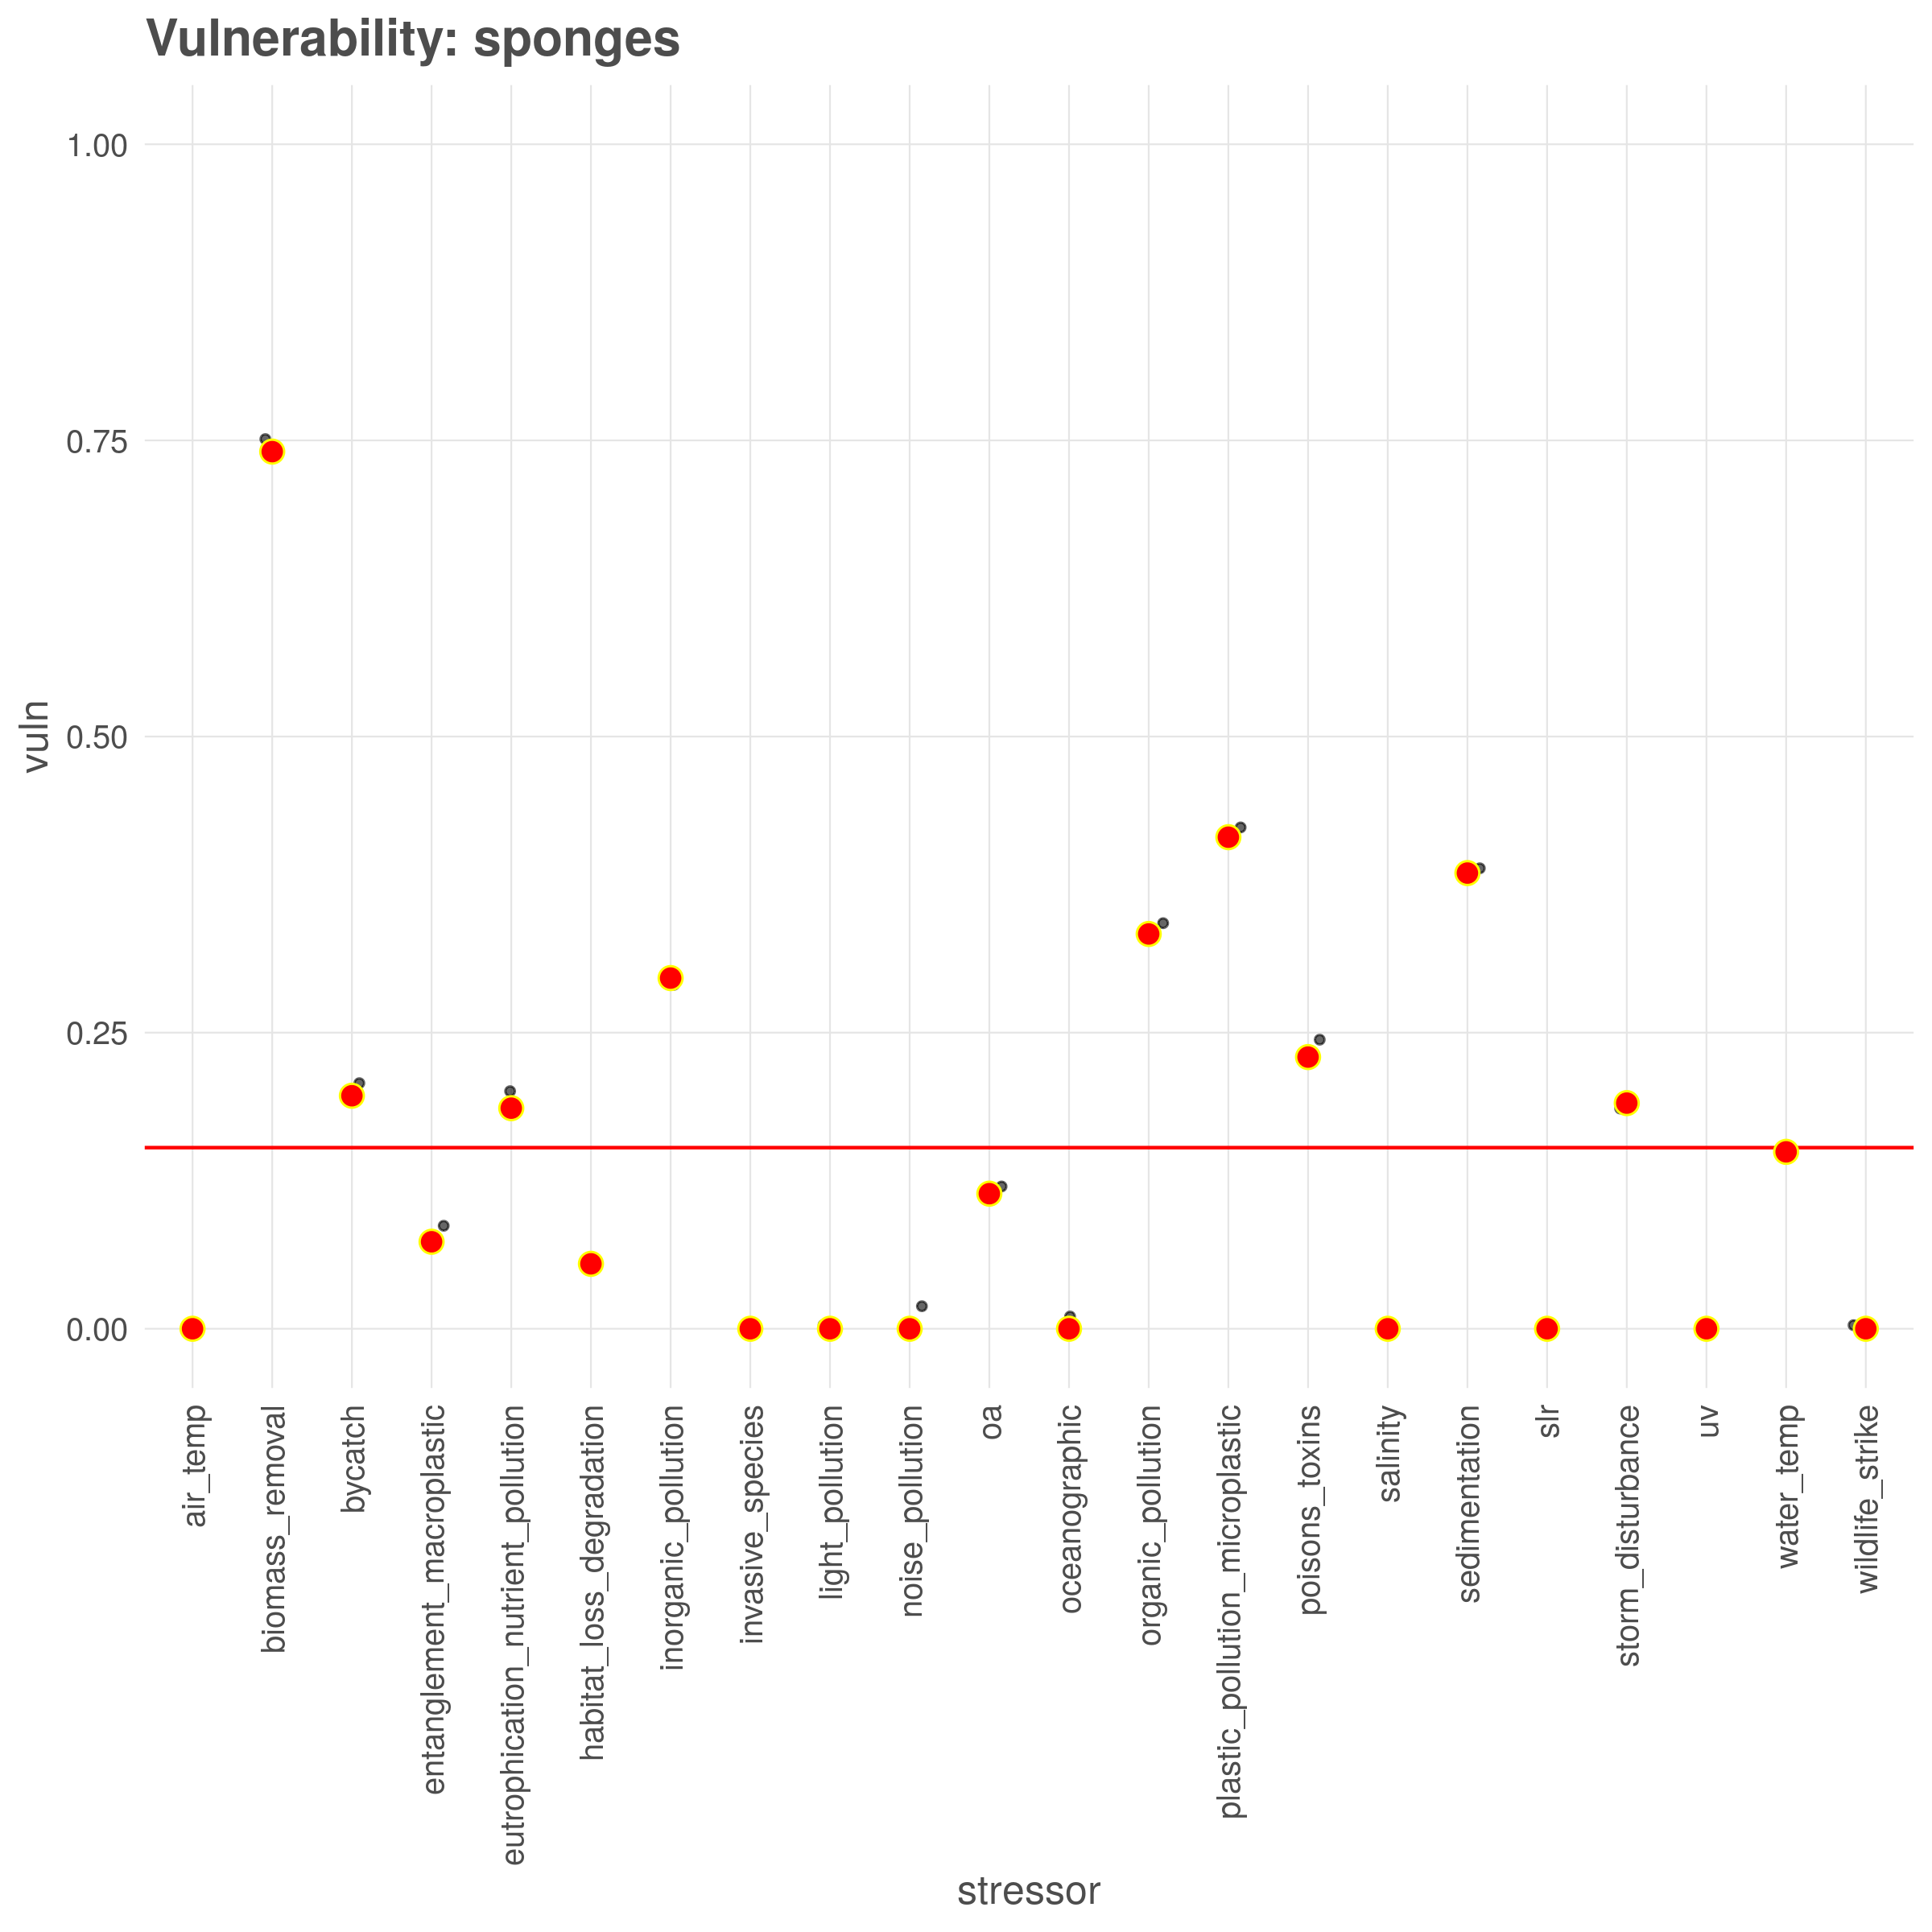 Vulnerability: sponges
vuln
1.00
0.75
0.50
0.25
0.00
air_temp
biomass_removal
bycatch
entanglement_macroplastic
eutrophication_nutrient_pollution
habitat_loss_degradation
inorganic_pollution
invasive_species
light_pollution
noise_pollution
oa
oceanographic
organic_pollution
plastic_pollution_microplastic
poisons_toxins
salinity
sedimentation
slr
storm_disturbance
uv
water_temp
wildlife_strike
stressor